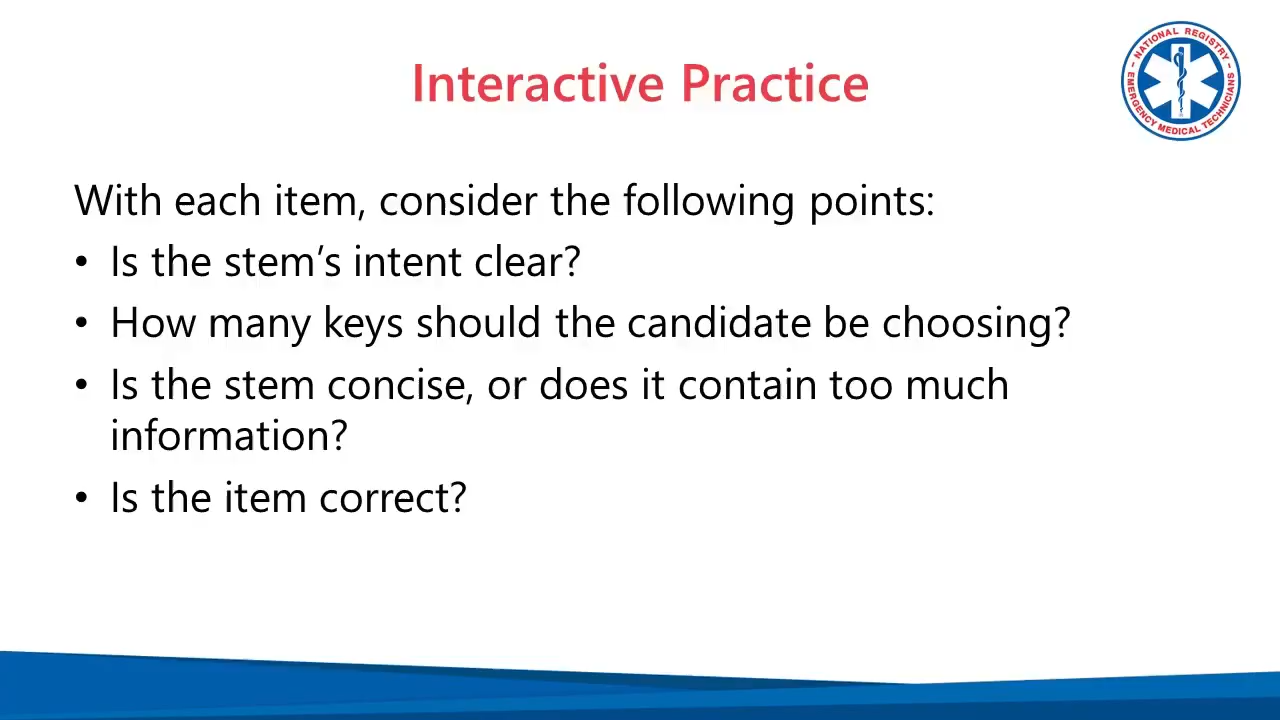 Interactive Practice
NATIONAL REGISTRY
EMERGENCY MEDICAL TECHNICIANS
With each item, consider the following points:
• Is the stem’s intent clear?
• How many keys should the candidate be choosing?
• Is the stem concise, or does it contain too much
information?
• Is the item correct?